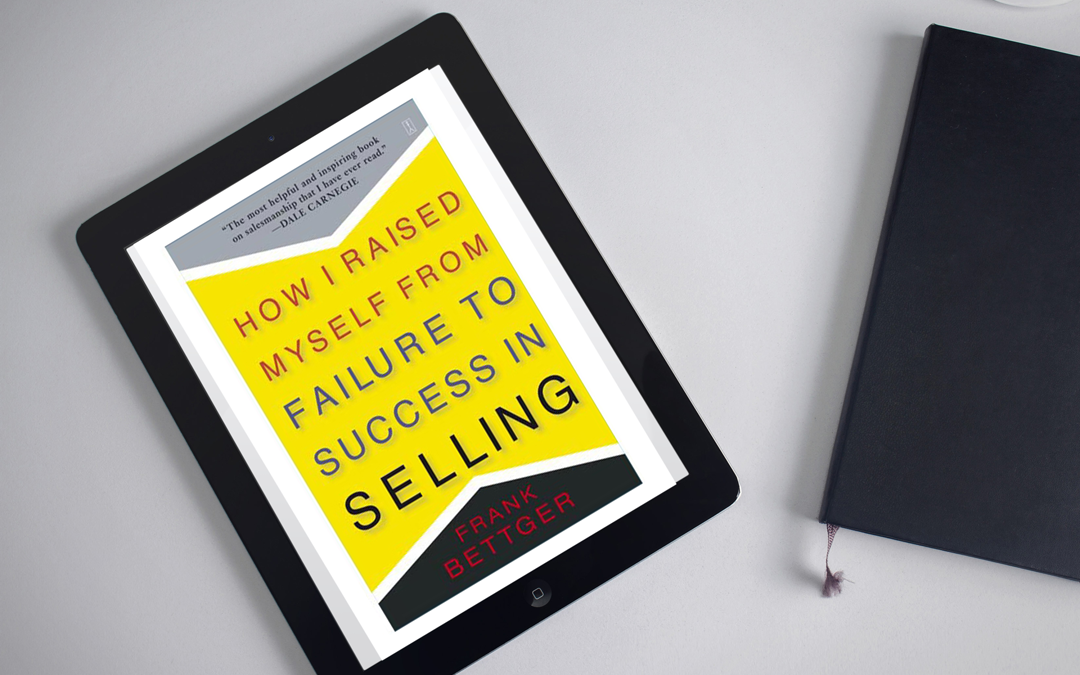 "The most helpful and inspiring book
on salesmanship that I have ever read."
—DALE CARNEGIE
HOW I RAISED
MYSELF FROM
FAILURE TO
SUCCESS IN
SELLING
FRANK
BETTGER